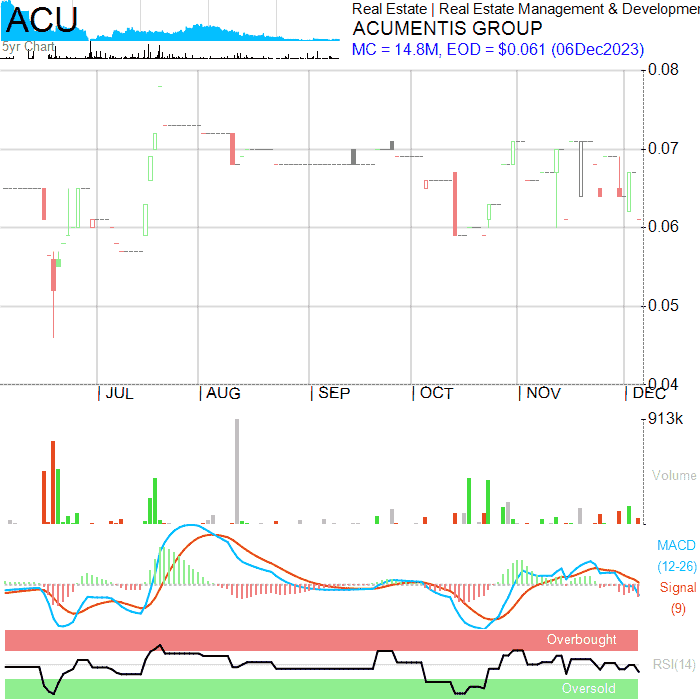 ACU
5yr Chart
Real Estate | Real Estate Management & Developmen
ACUMENTIS GROUP
MC = 14.8M, EOD = $0.061 (06Dec2023)
0.08
0.07
0.06
0.05
0.04
JUL
AUG
SEP
OCT
NOV
DEC
913k
Volume
MACD
(12-26)
Signal
(9)
Overbought
RSI(14)
Oversold